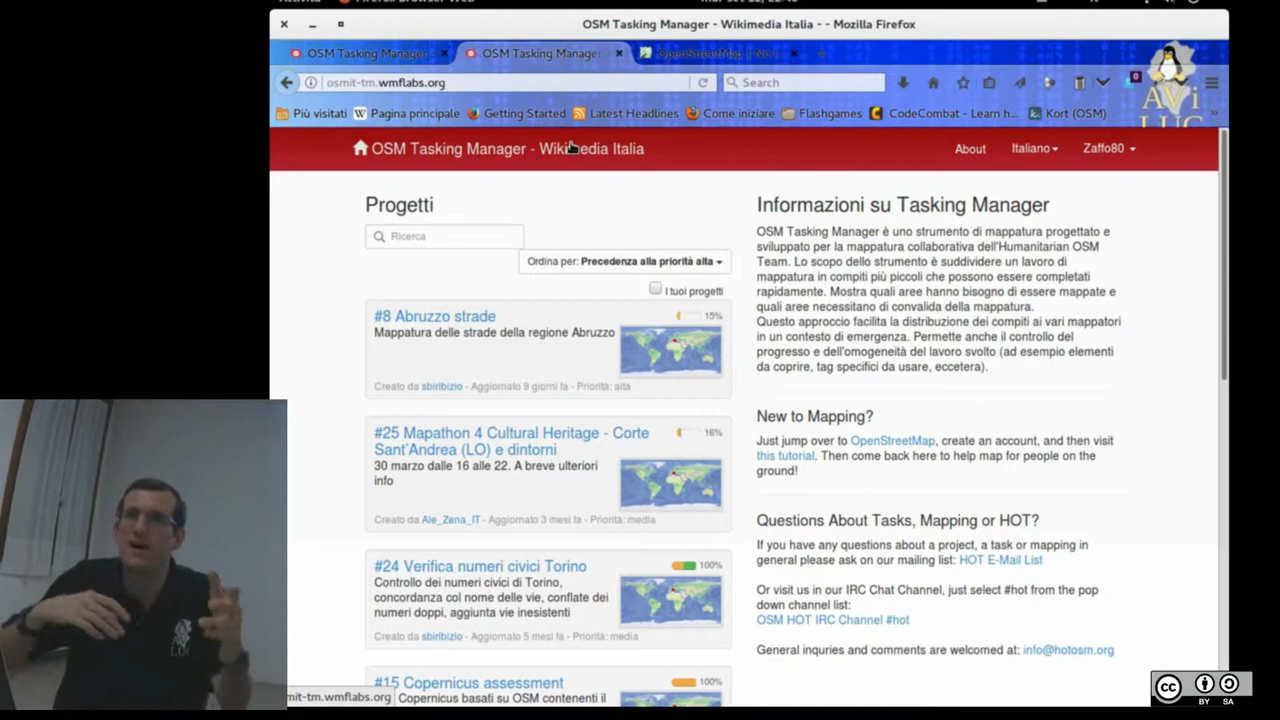 OSM Tasking Manager - Wikimedia Italia - - Mozilla Firefox
OSM Tasking Manager
OSM Tasking Manager
OpenStreetMap |
osmit-tm.wmflabs.org
Search
Più visitati
Pagina principale
Getting Started
Latest Headlines
Come iniziare
Flashgames
CodeCombat - Learn h...
Kort (OSM)
AViLUG
OSM Tasking Manager - Wikimedia Italia
About
Italiano
Zaffo80
Progetti
Ricerca
Ordina per: Precedenza alla priorità alta
I tuoi progetti
#8 Abruzzo strade
15%
Mappatura delle strade della regione Abruzzo
Creato da sbiribizio - Aggiornato 9 giorni fa - Priorità: alta
#25 Mapathon 4 Cultural Heritage - Corte
Sant'Andrea (LO) e dintorni
16%
30 marzo dalle 16 alle 22. A breve ulteriori
info
Creato da Ale_Zena_IT - Aggiornato 3 mesi fa - Priorità: media
#24 Verifica numeri civici Torino
100%
Controllo dei numeri civici di Torino,
concordanza col nome delle vie, conflate dei
numeri doppi, aggiunta vie inesistenti
Creato da sbiribizio - Aggiornato 5 mesi fa - Priorità: media
#15 Copernicus assessment
100%
Copernicus basati su OSM contenenti il
mit-tm.wmflabs.org
Informazioni su Tasking Manager
OSM Tasking Manager è uno strumento di mappatura progettato e
sviluppato per la mappatura collaborativa dell'Humanitarian OSM
Team. Lo scopo dello strumento è suddividere un lavoro di
mappatura in compiti più piccoli che possono essere completati
rapidamente. Mostra quali aree hanno bisogno di essere mappate e
quali aree necessitano di convalida della mappatura.
Questo approccio facilita la distribuzione dei compiti ai vari mappatori
in un contesto di emergenza. Permette anche il controllo del
progresso e dell'omogeneità del lavoro svolto (ad esempio elementi
da coprire, tag specifici da usare, eccetera).
New to Mapping?
Just jump over to OpenStreetMap, create an account, and then visit
this tutorial. Then come back here to help map for people on the
ground!
Questions About Tasks, Mapping or HOT?
If you have any questions about a project, a task or mapping in
general please ask on our mailing list: HOT E-Mail List
Or visit us in our IRC Chat Channel, just select #hot from the pop
down channel list:
OSM HOT IRC Channel #hot
General inquries and comments are welcomed at: info@hotosm.org
cc
BY SA